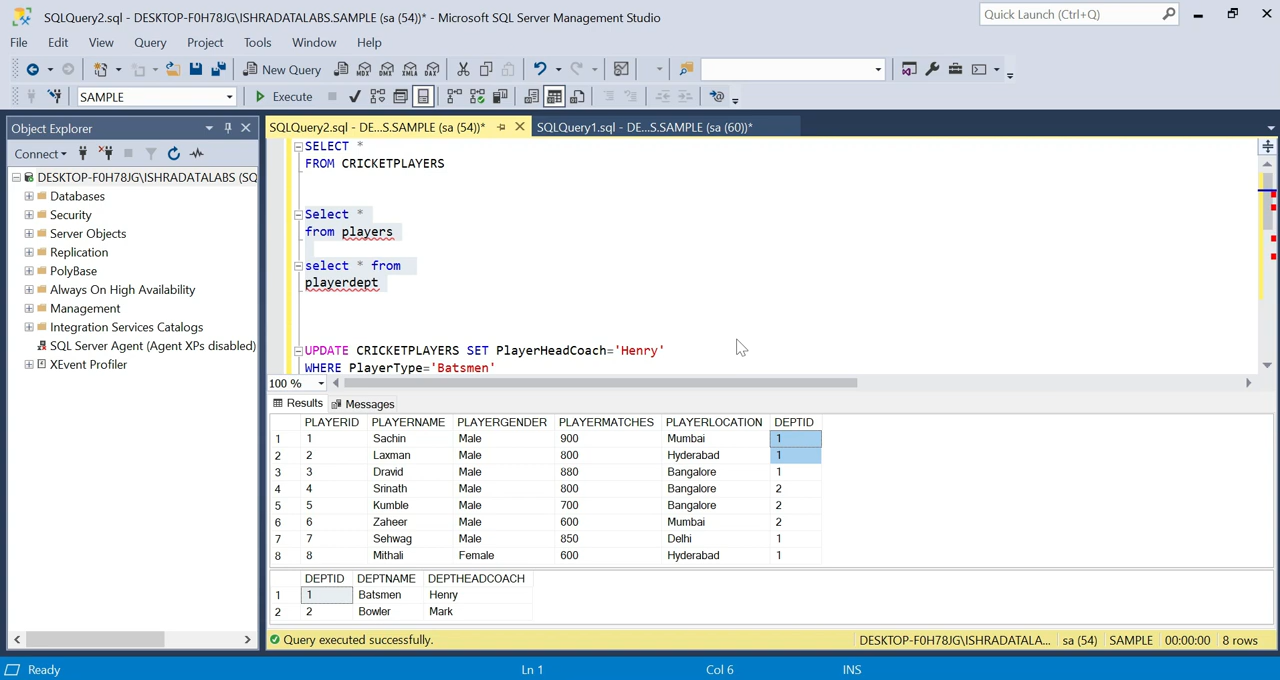 SQLQuery2.sql - DESKTOP-F0H78JG\ISHRADATALABS.SAMPLE (sa (54))* - Microsoft SQL Server Management Studio
Quick Launch (Ctrl+Q)
File Edit View Query Project Tools Window Help
New Query
MDX DMX XMLA DAX
SAMPLE
Execute
Object Explorer
SQLQuery2.sql - DE...S.SAMPLE (sa (54))*
SQLQuery1.sql - DE...S.SAMPLE (sa (60))*
Connect
DESKTOP-F0H78JG\ISHRADATALABS (SQ
Databases
Security
Server Objects
Replication
PolyBase
Always On High Availability
Management
Integration Services Catalogs
SQL Server Agent (Agent XPs disabled)
XEvent Profiler
SELECT *
FROM CRICKETPLAYERS
Select *
from players
select * from
playerdept
UPDATE CRICKETPLAYERS SET PlayerHeadCoach='Henry'
WHERE PlayerType='Batsmen'
100 %
Results Messages
PLAYERID PLAYERNAME PLAYERGENDER PLAYERMATCHES PLAYERLOCATION DEPTID
1 1 Sachin Male 900 Mumbai 1
2 2 Laxman Male 800 Hyderabad 1
3 3 Dravid Male 880 Bangalore 1
4 4 Srinath Male 800 Bangalore 2
5 5 Kumble Male 700 Bangalore 2
6 6 Zaheer Male 600 Mumbai 2
7 7 Sehwag Male 850 Delhi 1
8 8 Mithali Female 600 Hyderabad 1
DEPTID DEPTNAME DEPTHEADCOACH
1 1 Batsmen Henry
2 2 Bowler Mark
Query executed successfully.
DESKTOP-F0H78JG\ISHRADATALA... sa (54) SAMPLE 00:00:00 8 rows
Ready Ln 1 Col 6 INS